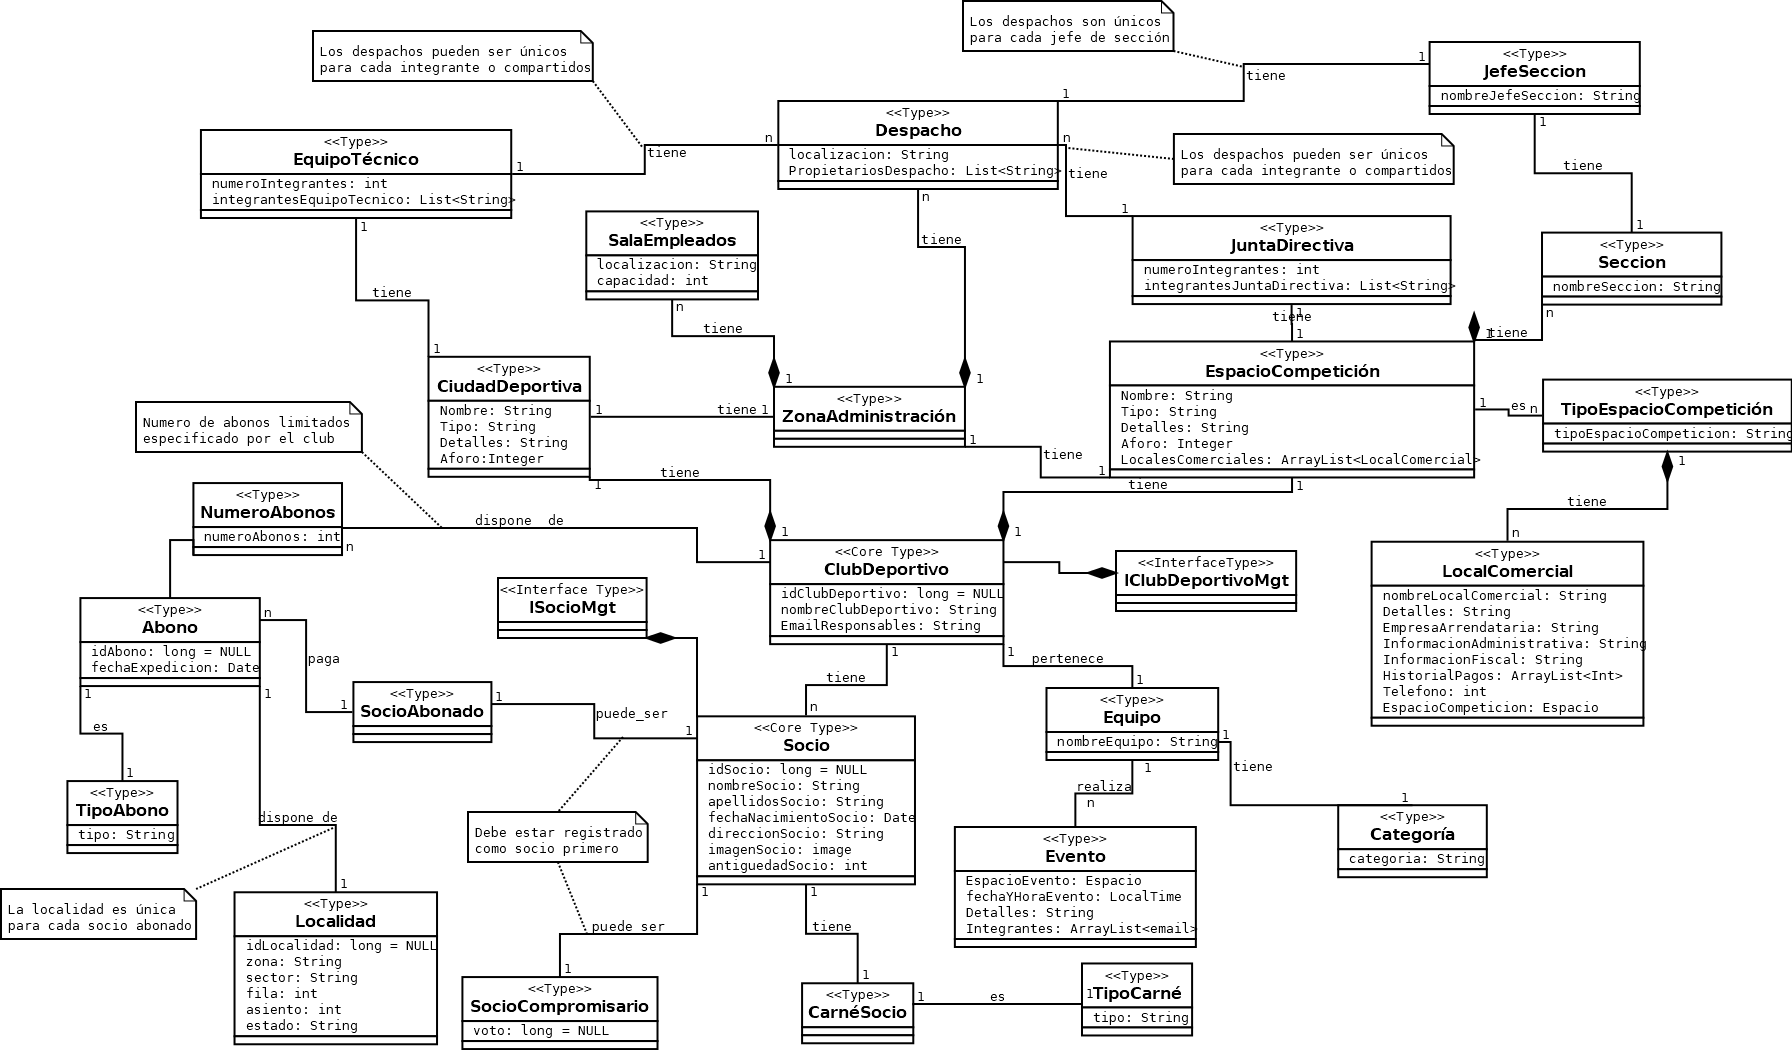 Los despachos son únicos
para cada jefe de sección
Los despachos pueden ser únicos
para cada integrante o compartidos
<<Type>>
JefeSeccion
nombreJefeSeccion: String
1
tiene
1
<<Type>>
Despacho
localizacion: String
PropietariosDespacho: List<String>
n
n
n
<<Type>>
EquipoTécnico
numeroIntegrantes: int
integrantesEquipoTecnico: List<String>
1
tiene
1
Los despachos pueden ser únicos
para cada integrante o compartidos
tiene
1
1
tiene
1
<<Type>>
SalaEmpleados
localizacion: String
capacidad: int
n
tiene
1
tiene
1
<<Type>>
JuntaDirectiva
numeroIntegrantes: int
integrantesJuntaDirectiva: List<String>
1
tiene
1
<<Type>>
Seccion
nombreSeccion: String
n
tiene
1
tiene
1
<<Type>>
CiudadDeportiva
Nombre: String
Tipo: String
Detalles: String
Aforo:Integer
1
tiene
1
<<Type>>
ZonaAdministración
1
tiene
1
<<Type>>
EspacioCompetición
Nombre: String
Tipo: String
Detalles: String
Aforo: Integer
LocalesComerciales: ArrayList<LocalComercial>
1
es
n
<<Type>>
TipoEspacioCompetición
tipoEspacioCompeticion: String
1
tiene
n
Numero de abonos limitados
especificado por el club
1
tiene
1
1
tiene
1
<<Type>>
NumeroAbonos
numeroAbonos: int
n
dispone  de
1
<<Core Type>>
ClubDeportivo
idClubDeportivo: long = NULL
nombreClubDeportivo: String
EmailResponsables: String
<<InterfaceType>>
IClubDeportivoMgt
<<Type>>
LocalComercial
nombreLocalComercial: String
Detalles: String
EmpresaArrendataria: String
InformacionAdministrativa: String
InformacionFiscal: String
HistorialPagos: ArrayList<Int>
Telefono: int
EspacioCompeticion: Espacio
<<Interface Type>>
ISocioMgt
<<Type>>
Abono
idAbono: long = NULL
fechaExpedicion: Date
n
paga
1
1
es
1
1
dispone de
1
<<Type>>
SocioAbonado
1
puede_ser
1
1
tiene
n
1
pertenece
1
<<Type>>
Equipo
nombreEquipo: String
1
tiene
1
1
realiza
n
<<Core Type>>
Socio
idSocio: long = NULL
nombreSocio: String
apellidosSocio: String
fechaNacimientoSocio: Date
direccionSocio: String
imagenSocio: image
antiguedadSocio: int
<<Type>>
TipoAbono
tipo: String
Debe estar registrado
como socio primero
<<Type>>
Categoría
categoria: String
<<Type>>
Evento
EspacioEvento: Espacio
fechaYHoraEvento: LocalTime
Detalles: String
Integrantes: ArrayList<email>
La localidad es única
para cada socio abonado
<<Type>>
Localidad
idLocalidad: long = NULL
zona: String
sector: String
fila: int
asiento: int
estado: String
1
puede ser
1
1
tiene
1
<<Type>>
SocioCompromisario
voto: long = NULL
<<Type>>
CarnéSocio
1
es
1
<<Type>>
TipoCarné
tipo: String